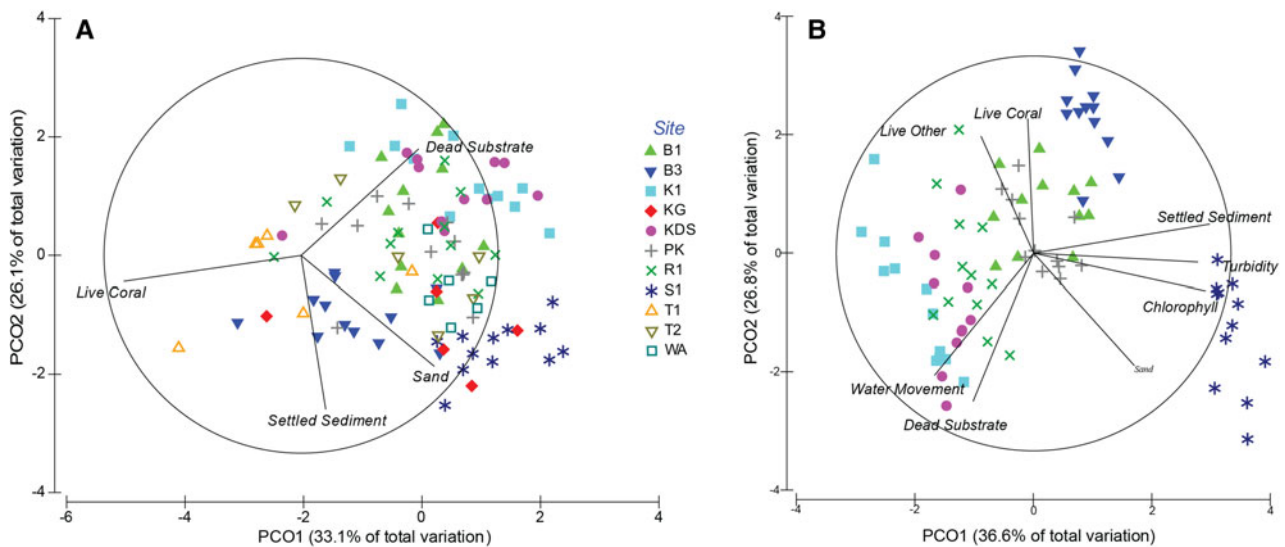 A
4
2
0
-2
-4
-6
-4
-2
0
2
4
PCO2 (26.1% of total variation)
PCO1 (33.1% of total variation)
Dead Substrate
Live Coral
Sand
Settled Sediment
Site
B1
B3
K1
KG
KDS
PK
R1
S1
T1
T2
WA
B
4
2
0
-2
-4
-4
-2
0
2
4
PCO2 (26.8% of total variation)
PCO1 (36.6% of total variation)
Live Coral
Live Other
Settled Sediment
Turbidity
Chlorophyll
Sand
Water Movement
Dead Substrate